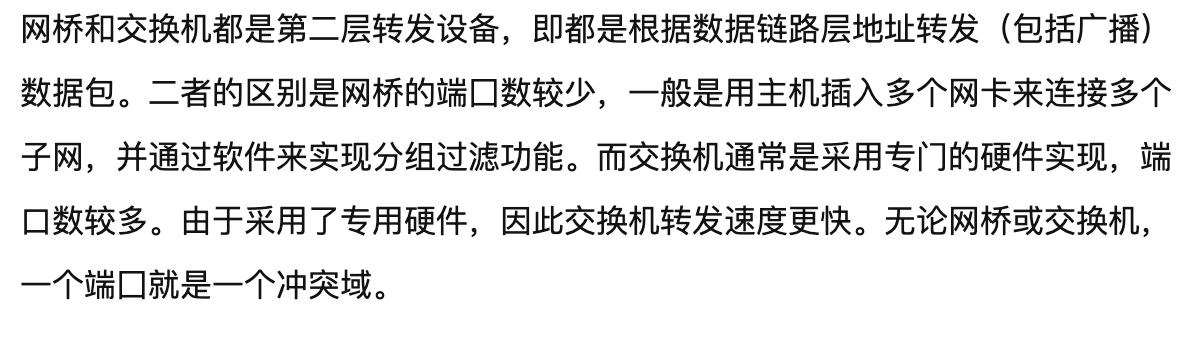 网桥和交换机都是第二层转发设备，即都是根据数据链路层地址转发（包括广播）
数据包。二者的区别是网桥的端口数较少，一般是用主机插入多个网卡来连接多个
子网，并通过软件来实现分组过滤功能。而交换机通常是采用专门的硬件实现，端
口数较多。由于采用了专用硬件，因此交换机转发速度更快。无论网桥或交换机，
一个端口就是一个冲突域。